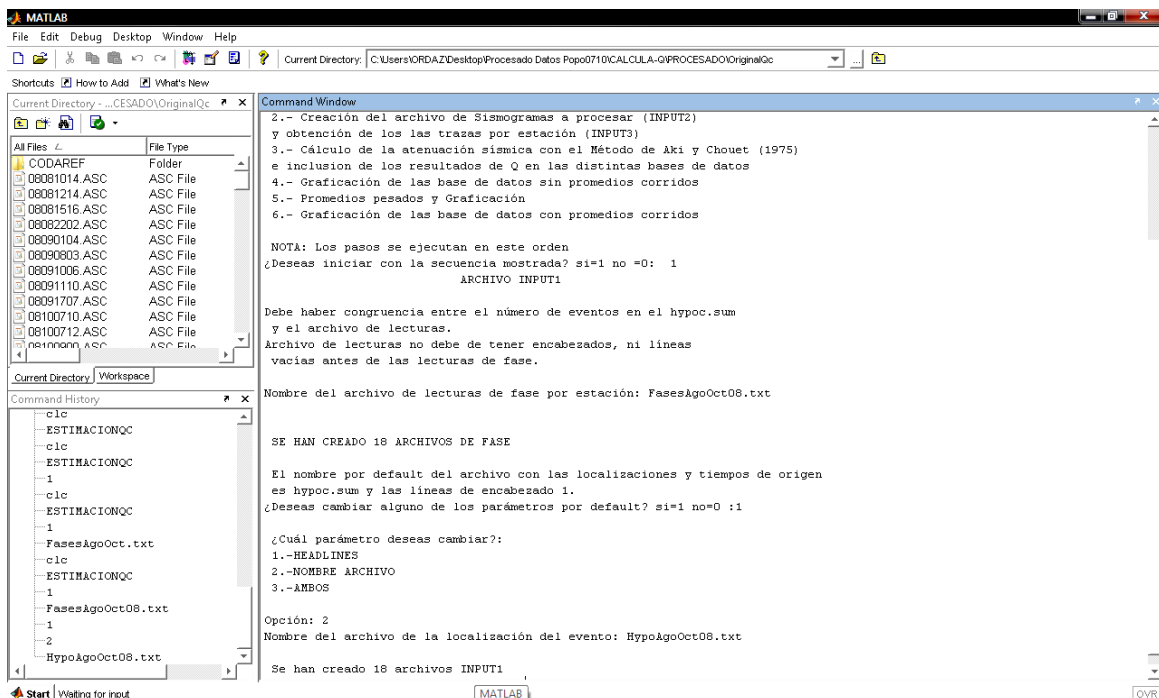 MATLAB
File Edit Debug Desktop Window Help
Current Directory: C:\Users\ORDAZ\Desktop\Procesado Datos Popo0710\CALCULA-Q\PROCESADO\OriginalQc
Shortcuts How to Add What's New
Current Directory - ...CESADO\OriginalQc
All Files File Type
CODAREF Folder
08081014.ASC ASC File
08081214.ASC ASC File
08081516.ASC ASC File
08082202.ASC ASC File
08090104.ASC ASC File
08090803.ASC ASC File
08091006.ASC ASC File
08091110.ASC ASC File
08091707.ASC ASC File
08100710.ASC ASC File
08100712.ASC ASC File
08100900.ASC ASC File
Current Directory Workspace
Command History
clc
ESTIMACIONQC
clc
ESTIMACIONQC
1
clc
ESTIMACIONQC
1
FasesAgoOct.txt
clc
ESTIMACIONQC
1
FasesAgoOct08.txt
1
2
HypoAgoOct08.txt
Command Window
2.- Creación del archivo de Sismogramas a procesar (INPUT2)
y obtención de los las trazas por estación (INPUT3)
3.- Cálculo de la atenuación sísmica con el Método de Aki y Chouet (1975)
e inclusion de los resultados de Q en las distintas bases de datos
4.- Graficación de las base de datos sin promedios corridos
5.- Promedios pesados y Graficación
6.- Graficación de las base de datos con promedios corridos
NOTA: Los pasos se ejecutan en este orden
¿Deseas iniciar con la secuencia mostrada? si=1 no =0: 1
ARCHIVO INPUT1
Debe haber congruencia entre el número de eventos en el hypoc.sum
y el archivo de lecturas.
Archivo de lecturas no debe de tener encabezados, ni líneas
vacías antes de las lecturas de fase.
Nombre del archivo de lecturas de fase por estación: FasesAgoOct08.txt
SE HAN CREADO 18 ARCHIVOS DE FASE
El nombre por default del archivo con las localizaciones y tiempos de origen
es hypoc.sum y las líneas de encabezado 1.
¿Deseas cambiar alguno de los parámetros por default? si=1 no=0 :1
¿Cuál parámetro deseas cambiar?:
1.-HEADLINES
2.-NOMBRE ARCHIVO
3.-AMBOS
Opción: 2
Nombre del archivo de la localización del evento: HypoAgoOct08.txt
Se han creado 18 archivos INPUT1
Start Waiting for input
MATLAB
OVR